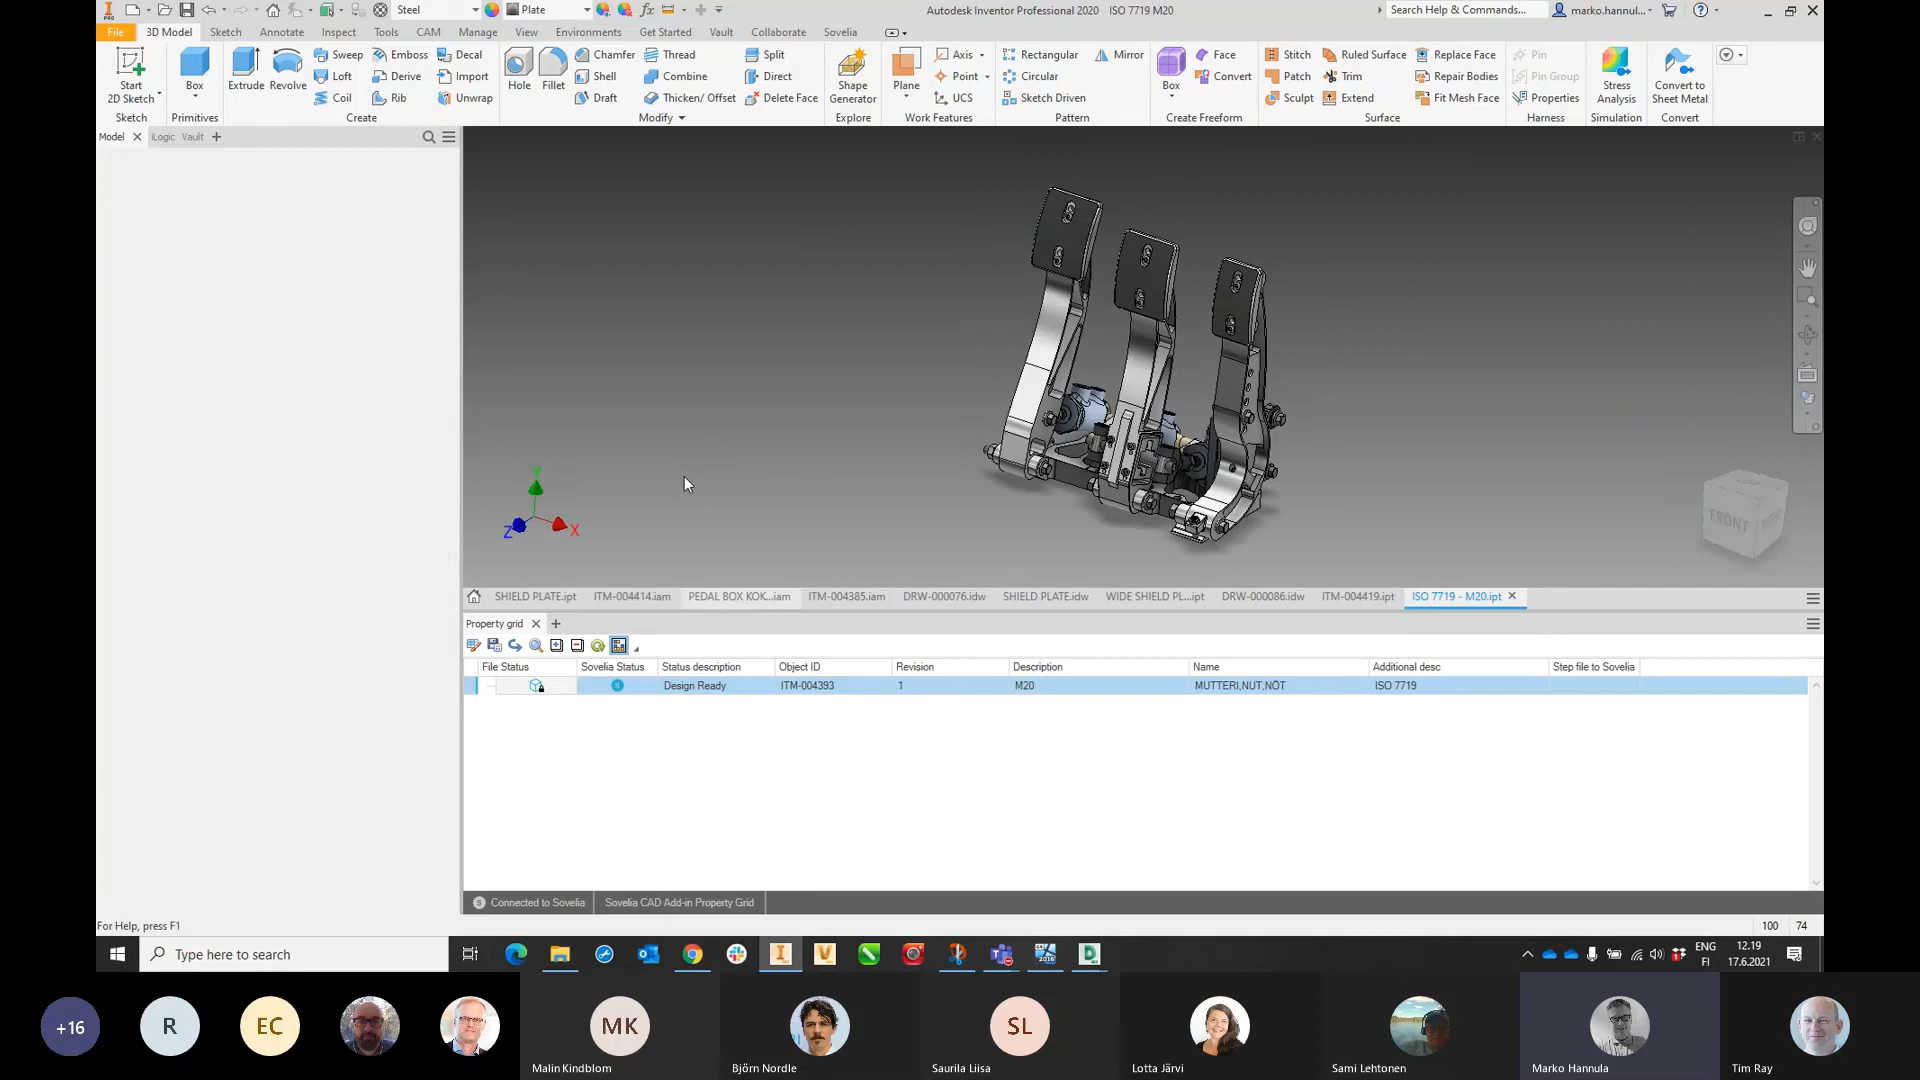 Steel
Plate
Autodesk Inventor Professional 2020 ISO 7719 M20
Search Help & Commands...
marko.hannul...
File 3D Model Sketch Annotate Inspect Tools CAM Manage View Environments Get Started Vault Collaborate Sovelia
Start 2D Sketch
Sketch
Box
Primitives
Extrude Revolve
Sweep Emboss Decal
Loft Derive Import
Coil Rib Unwrap
Create
Hole Fillet
Chamfer Thread Split
Shell Combine Direct
Draft Thicken/ Offset Delete Face
Modify
Shape Generator
Explore
Plane
Axis
Point
UCS
Work Features
Rectangular Mirror
Circular
Sketch Driven
Pattern
Box
Face
Convert
Create Freeform
Stitch Ruled Surface Replace Face
Patch Trim Repair Bodies
Sculpt Extend Fit Mesh Face
Surface
Pin
Pin Group
Properties
Harness
Stress Analysis
Simulation
Convert to Sheet Metal
Convert
Model iLogic Vault
FRONT
Y
Z
X
SHIELD PLATE.ipt ITM-004414.iam PEDAL BOX KOK...iam ITM-004385.iam DRW-000076.idw SHIELD PLATE.idw WIDE SHIELD PL...ipt DRW-000086.idw ITM-004419.ipt ISO 7719 - M20.ipt
Property grid
File Status Sovelia Status Status description Object ID Revision Description Name Additional desc Step file to Sovelia
Design Ready ITM-004393 1 M20 MUTTERI,NUT,NÖT ISO 7719
Connected to Sovelia Sovelia CAD Add-in Property Grid
For Help, press F1
100 74
Type here to search
ENG
FI
12.19
17.6.2021
+16
R
EC
MK
SL
Malin Kindblom
Björn Nordle
Saurila Liisa
Lotta Järvi
Sami Lehtonen
Marko Hannula
Tim Ray